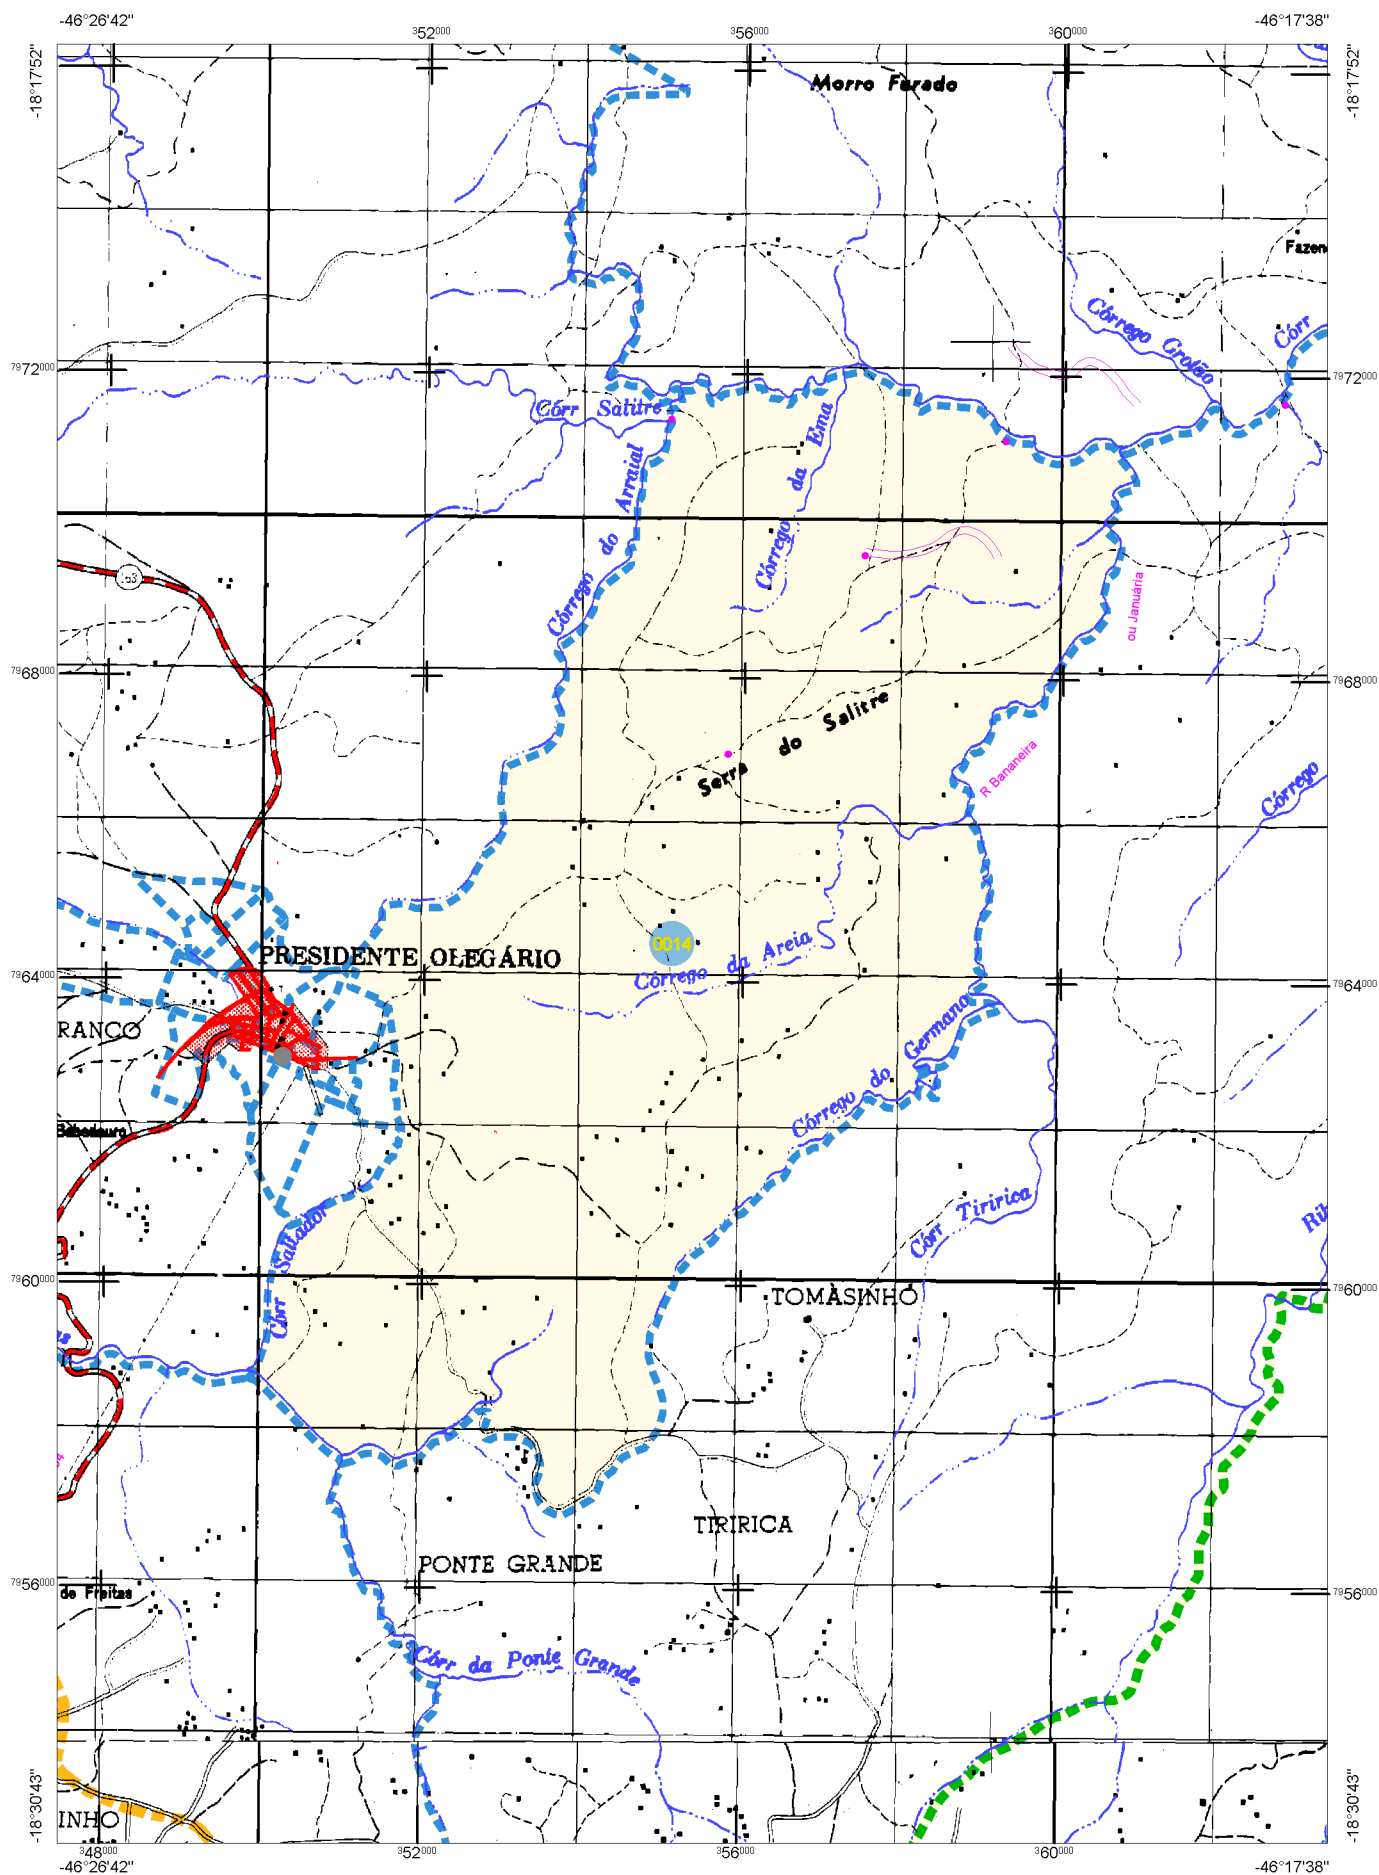 -46°26'42"
352000
356000
360000
-46°17'38"
-18°17'52"
-18°17'52"
Morro Furado
Fazen
Córrego Grotão
Córr
7972000
7972000
Córr Salitre
Córrego do Arraial
Córrego da Ema
ou Januária
7968000
7968000
Serra do Salitre
R Bananeira
Córrego
PRESIDENTE OLEGÁRIO
0014
Córrego da Areia
7964000
7964000
RANCO
Córrego do Germano
Córr Tiririca
Rib
Córr Saltador
7960000
7960000
TOMÀSINHO
TIRIRICA
PONTE GRANDE
7956000
7956000
de Freitas
Córr da Ponte Grande
INHO
-18°30'43"
-18°30'43"
348000
352000
356000
360000
-46°26'42"
-46°17'38"